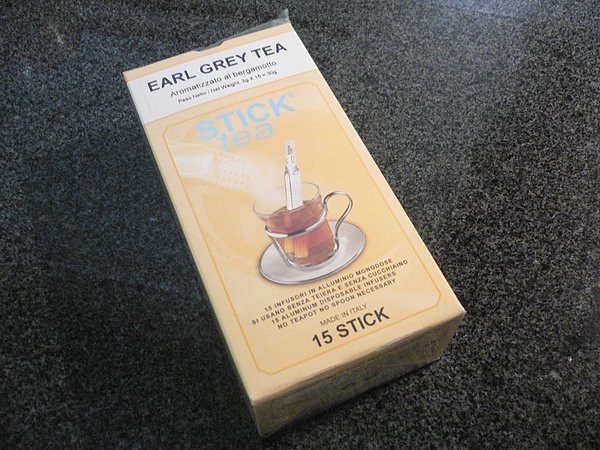 EARL GREY TEA
Aromatizzato al bergamotto
Peso Netto / Net Weight: 2g X 15 = 30g
STICK®
tea
15 INFUSORI IN ALLUMINIO MONODOSE
SI USANO SENZA TEIERA E SENZA CUCCHIAINO
15 ALUMINUM DISPOSABLE INFUSERS
NO TEAPOT NO SPOON NECESSARY
MADE IN ITALY
15 STICK